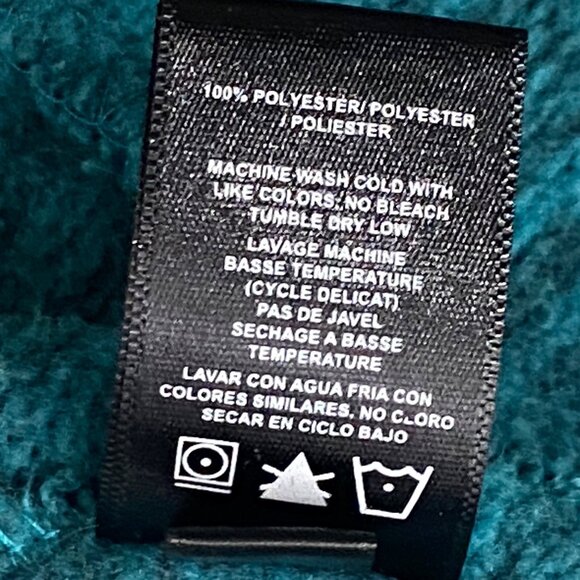 100% POLYESTER/ POLYESTER
/ POLIESTER
MACHINE WASH COLD WITH
LIKE COLORS, NO BLEACH
TUMBLE DRY LOW
LAVAGE MACHINE
BASSE TEMPERATURE
(CYCLE DELICAT)
PAS DE JAVEL
SECHAGE A BASSE
TEMPERATURE
LAVAR CON AGUA FRIA CON
COLORES SIMILARES, NO CLORO
SECAR EN CICLO BAJO